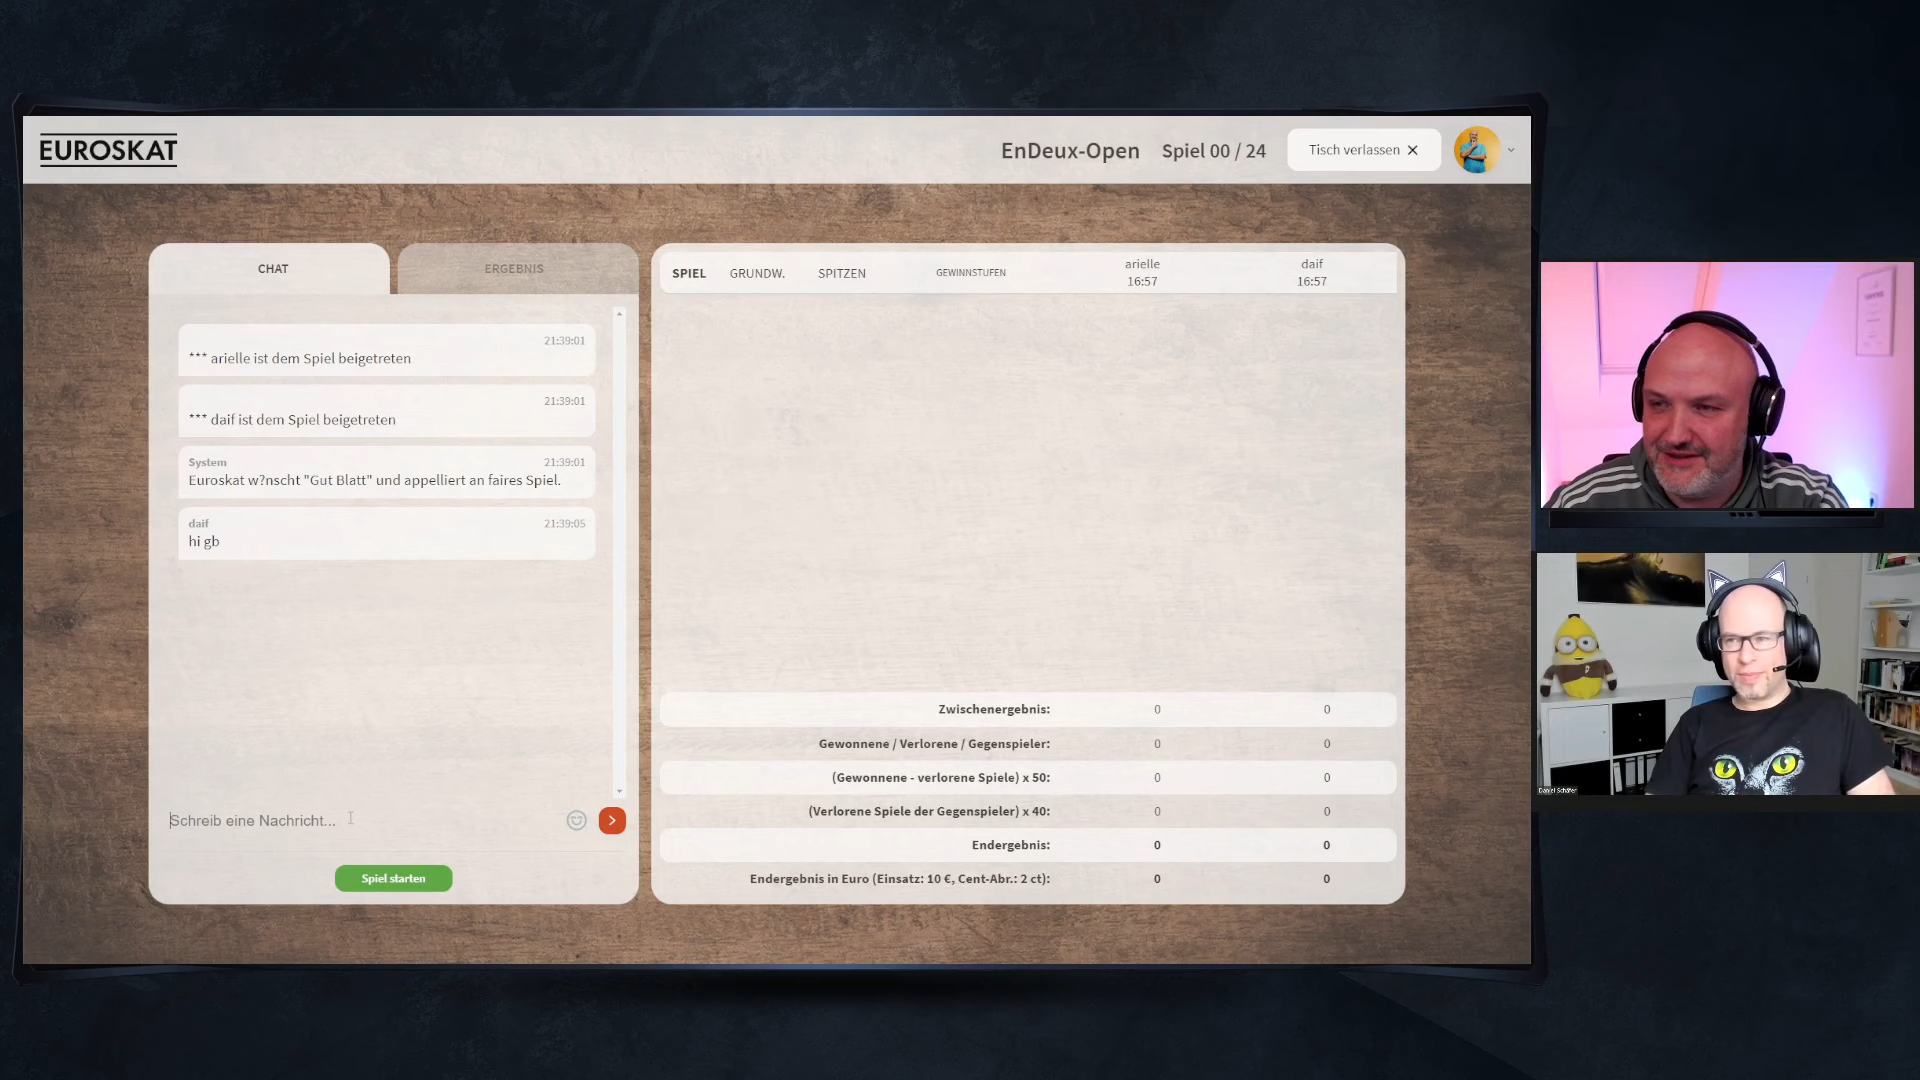 EUROSKAT
EnDeux-Open
Spiel 00 / 24
Tisch verlassen ✕
CHAT
ERGEBNIS
21:39:01
*** arielle ist dem Spiel beigetreten
21:39:01
*** daif ist dem Spiel beigetreten
System 21:39:01
Euroskat w?nscht "Gut Blatt" und appelliert an faires Spiel.
daif 21:39:05
hi gb
Schreib eine Nachricht...
Spiel starten
SPIEL GRUNDW. SPITZEN GEWINNSTUFEN arielle daif
16:57 16:57
Zwischenergebnis: 0 0
Gewonnene / Verlorene / Gegenspieler: 0 0
(Gewonnene - verlorene Spiele) x 50: 0 0
(Verlorene Spiele der Gegenspieler) x 40: 0 0
Endergebnis: 0 0
Endergebnis in Euro (Einsatz: 10 €, Cent-Abr.: 2 ct): 0 0
Daniel Schäfer